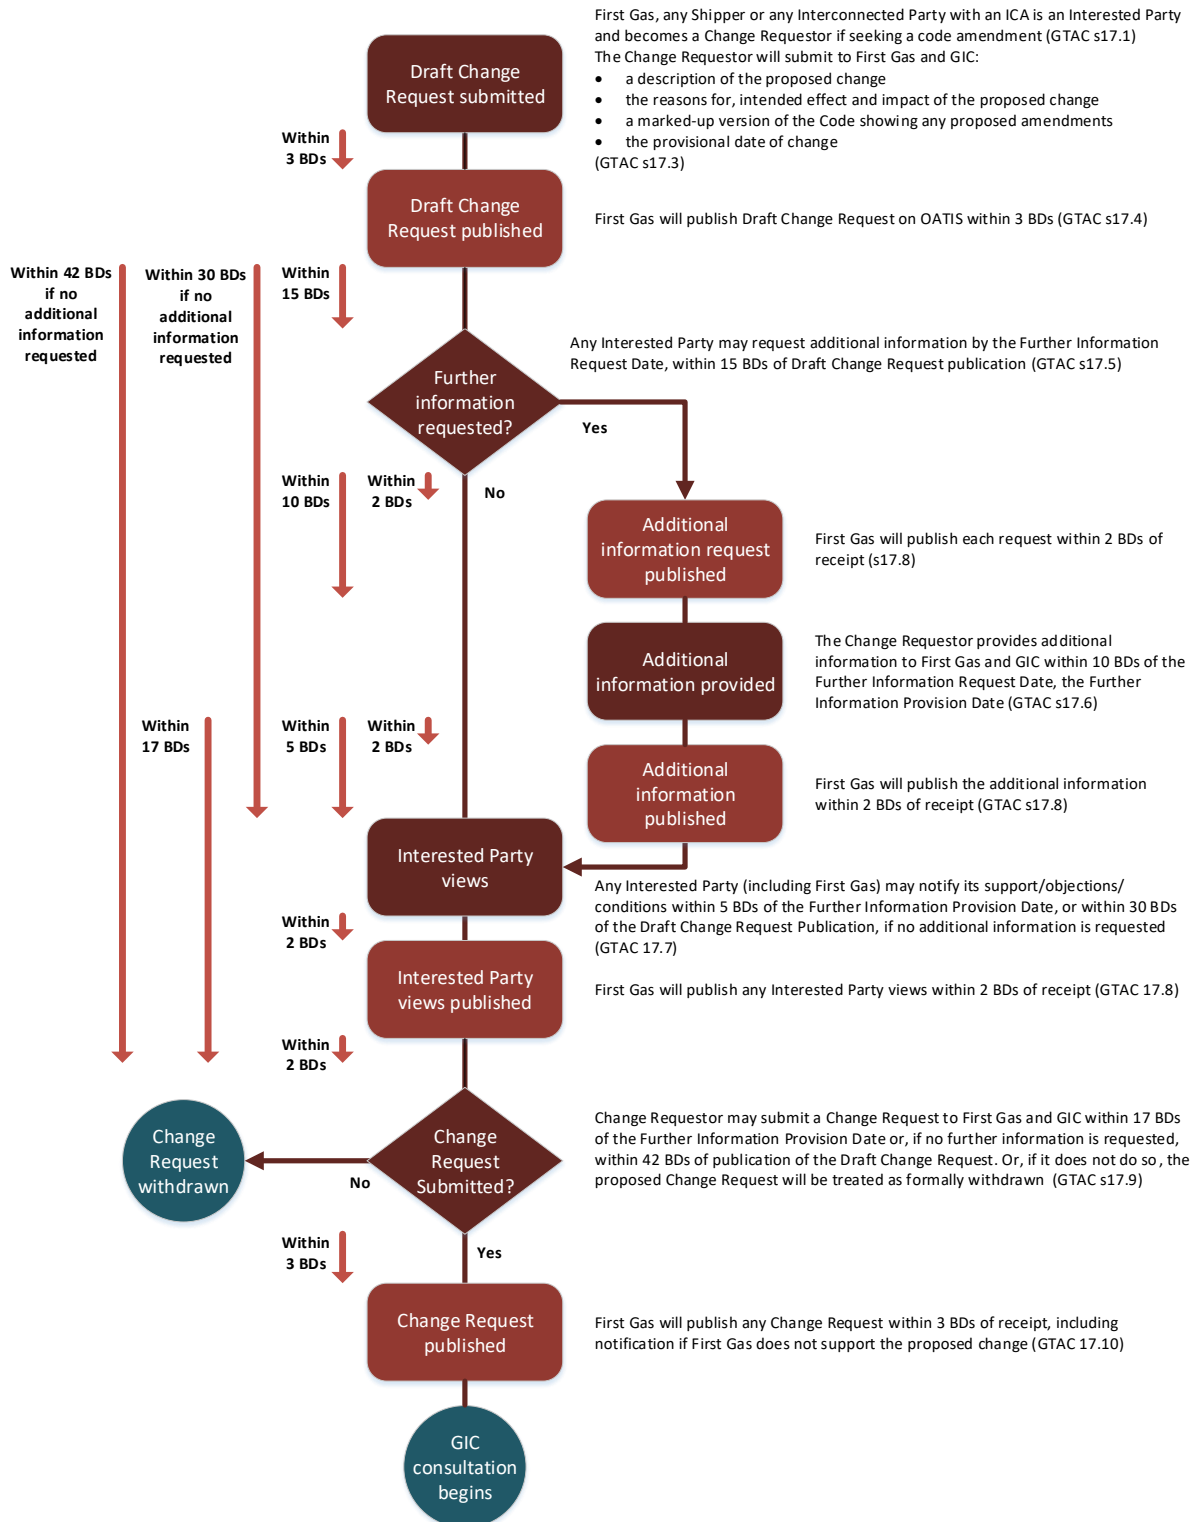 First Gas, any Shipper or any Interconnected Party with an ICA is an Interested Party
and becomes a Change Requestor if seeking a code amendment (GTAC s17.1)
The Change Requestor will submit to First Gas and GIC:
• a description of the proposed change
• the reasons for, intended effect and impact of the proposed change
• a marked-up version of the Code showing any proposed amendments
• the provisional date of change
(GTAC s17.3)
Draft Change
Request submitted
Within
3 BDs
Draft Change
Request published
First Gas will publish Draft Change Request on OATIS within 3 BDs (GTAC s17.4)
Within 42 BDs
if no
additional
information
requested
Within 30 BDs
if no
additional
information
requested
Within
15 BDs
Any Interested Party may request additional information by the Further Information
Request Date, within 15 BDs of Draft Change Request publication (GTAC s17.5)
Further
information
requested?
Yes
No
Within
10 BDs
Within
2 BDs
Additional
information request
published
First Gas will publish each request within 2 BDs of
receipt (s17.8)
Additional
information provided
The Change Requestor provides additional
information to First Gas and GIC within 10 BDs of the
Further Information Request Date, the Further
Information Provision Date (GTAC s17.6)
Within
17 BDs
Within
5 BDs
Within
2 BDs
Additional
information
published
First Gas will publish the additional information
within 2 BDs of receipt (GTAC s17.8)
Interested Party
views
Any Interested Party (including First Gas) may notify its support/objections/
conditions within 5 BDs of the Further Information Provision Date, or within 30 BDs
of the Draft Change Request Publication, if no additional information is requested
(GTAC 17.7)
Within
2 BDs
Interested Party
views published
First Gas will publish any Interested Party views within 2 BDs of receipt (GTAC 17.8)
Within
2 BDs
Change
Request
Submitted?
Change Requestor may submit a Change Request to First Gas and GIC within 17 BDs
of the Further Information Provision Date or, if no further information is requested,
within 42 BDs of publication of the Draft Change Request. Or, if it does not do so, the
proposed Change Request will be treated as formally withdrawn (GTAC s17.9)
No
Change
Request
withdrawn
Yes
Within
3 BDs
Change Request
published
First Gas will publish any Change Request within 3 BDs of receipt, including
notification if First Gas does not support the proposed change (GTAC 17.10)
GIC
consultation
begins